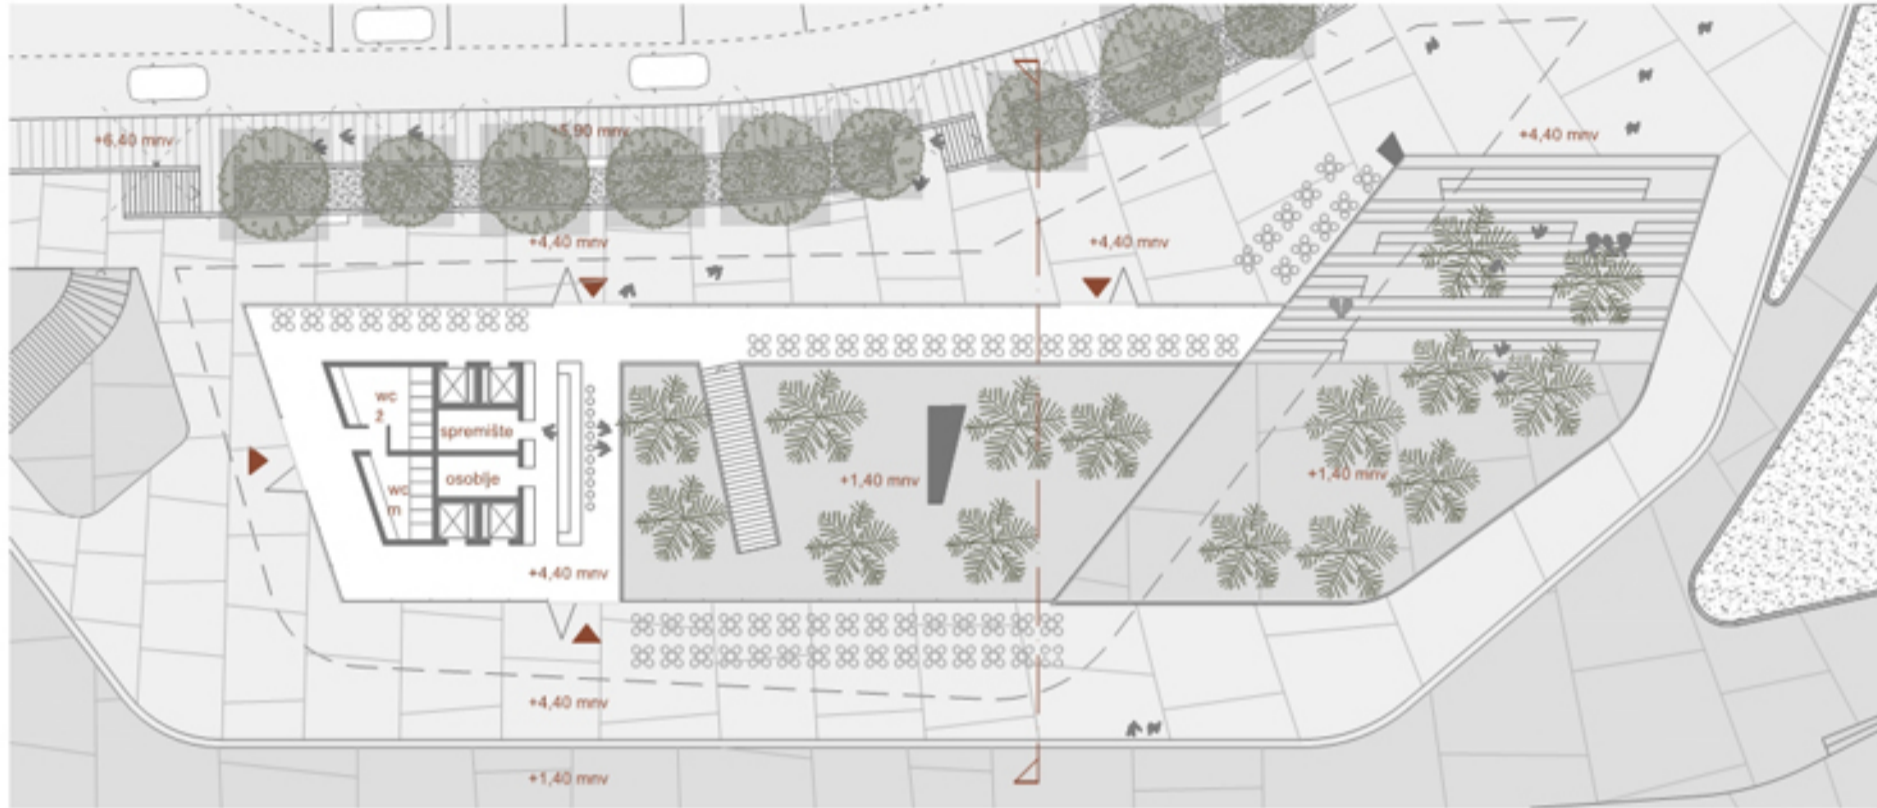 +6,40 mnv
+5,90 mnv
+4,40 mnv
+4,40 mnv
+4,40 mnv
wc
ž
spremište
osoblje
wc
m
+1,40 mnv
+1,40 mnv
+4,40 mnv
+4,40 mnv
+1,40 mnv